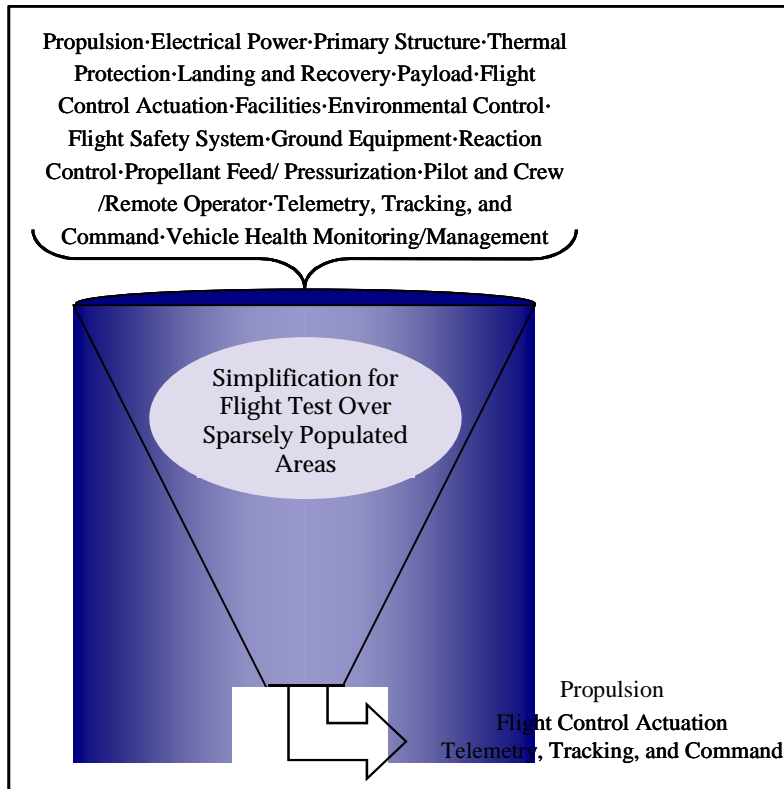 Propulsion·Electrical Power·Primary Structure·Thermal
Protection·Landing and Recovery·Payload·Flight
Control Actuation·Facilities·Environmental Control·
Flight Safety System·Ground Equipment·Reaction
Control·Propellant Feed/ Pressurization·Pilot and Crew
/Remote Operator·Telemetry, Tracking, and
Command·Vehicle Health Monitoring/Management
Simplification for
Flight Test Over
Sparsely Populated
Areas
Propulsion
Flight Control Actuation
Telemetry, Tracking, and Command